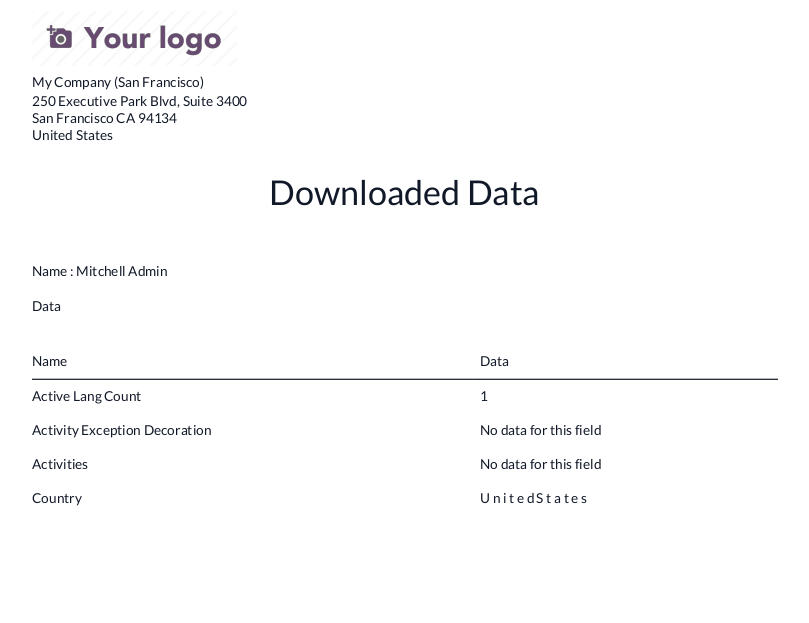 Your logo
My Company (San Francisco)
250 Executive Park Blvd, Suite 3400
San Francisco CA 94134
United States
Downloaded Data
Name : Mitchell Admin
Data
Name Data
Active Lang Count 1
Activity Exception Decoration No data for this field
Activities No data for this field
Country U n i t e d S t a t e s